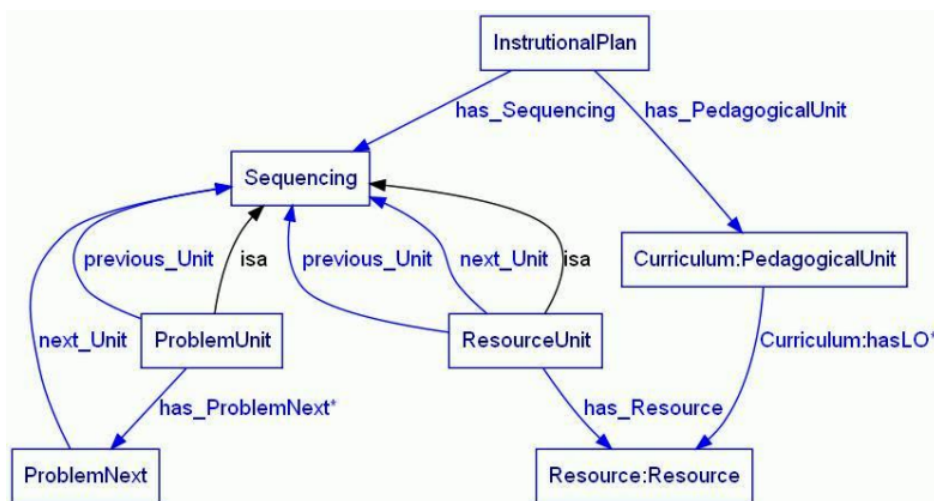 InstrutionalPlan
has_Sequencing
has_PedagogicalUnit
Sequencing
previous_Unit
isa
previous_Unit
next_Unit
isa
Curriculum:PedagogicalUnit
next_Unit
ProblemUnit
ResourceUnit
Curriculum:hasLO*
has_ProblemNext*
has_Resource
ProblemNext
Resource:Resource